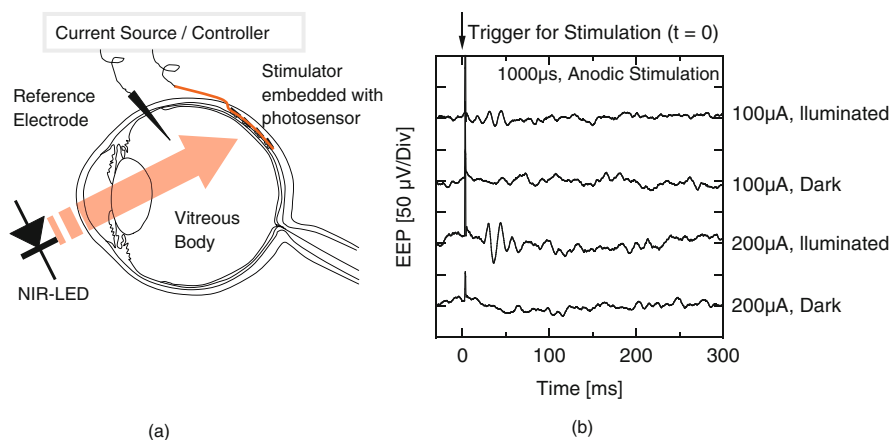 Current Source / Controller
Reference
Electrode
Stimulator
embedded with
photosensor
Vitreous
Body
NIR-LED
(a)
Trigger for Stimulation (t = 0)
1000µs, Anodic Stimulation
EEP [50 µV/Div]
100µA, Iluminated
100µA, Dark
200µA, Iluminated
200µA, Dark
0 100 200 300
Time [ms]
(b)